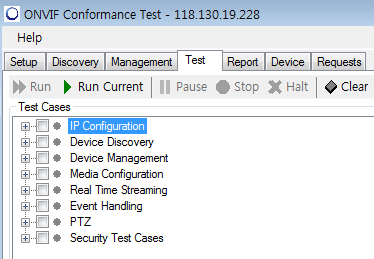 ONVIF Conformance Test - 118.130.19.228
Help
Setup Discovery Management Test Report Device Requests
Run Run Current Pause Stop Halt Clear
Test Cases
IP Configuration
Device Discovery
Device Management
Media Configuration
Real Time Streaming
Event Handling
PTZ
Security Test Cases